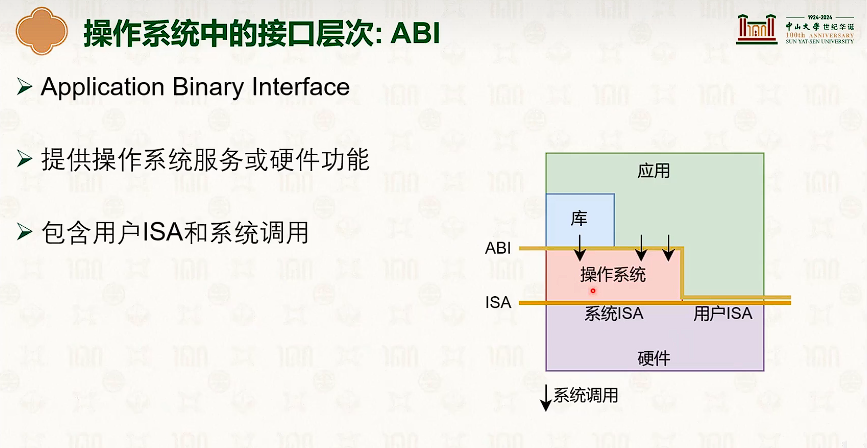 操作系统中的接口层次: ABI
1924-2024
中山大学 世纪华诞
100th ANNIVERSARY
SUN YAT-SEN UNIVERSITY
Application Binary Interface
提供操作系统服务或硬件功能
包含用户ISA和系统调用
应用
库
ABI
操作系统
ISA
系统ISA
用户ISA
硬件
系统调用